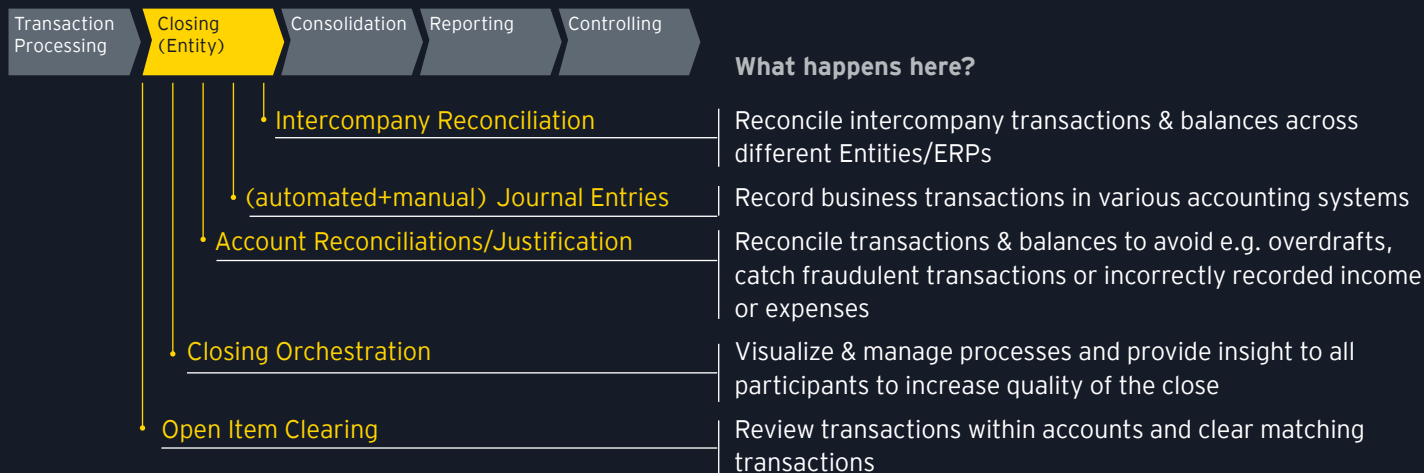 Transaction
Processing
Closing
(Entity)
Consolidation
Reporting
Controlling
What happens here?
Intercompany Reconciliation
Reconcile intercompany transactions & balances across
different Entities/ERPs
(automated+manual) Journal Entries
Record business transactions in various accounting systems
Account Reconciliations/Justification
Reconcile transactions & balances to avoid e.g. overdrafts,
catch fraudulent transactions or incorrectly recorded income
or expenses
Closing Orchestration
Visualize & manage processes and provide insight to all
participants to increase quality of the close
Open Item Clearing
Review transactions within accounts and clear matching
transactions